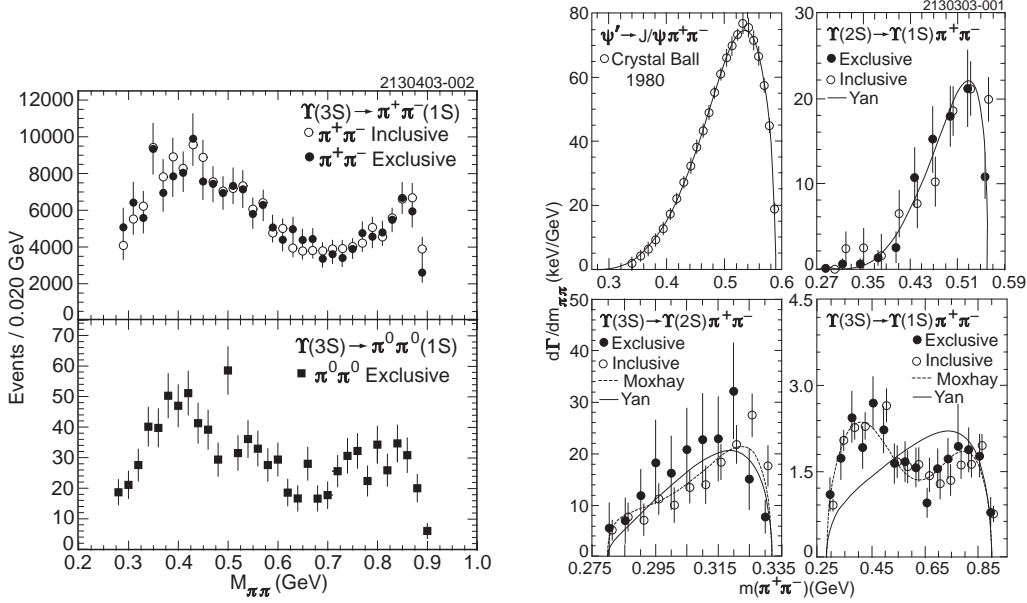 2130403-002
12000
10000
8000
6000
4000
2000
0
ϒ(3S)→π⁺π⁻(1S)
π⁺π⁻ Inclusive
π⁺π⁻ Exclusive
Events / 0.020 GeV
70
60
50
40
30
20
10
0
ϒ(3S)→π⁰π⁰(1S)
π⁰π⁰ Exclusive
0.2 0.3 0.4 0.5 0.6 0.7 0.8 0.9 1.0
Mππ (GeV)
2130303-001
80
60
40
20
0
ψ′→J/ψπ⁺π⁻
Crystal Ball
1980
0.3 0.4 0.5 0.6
30
20
10
0
ϒ(2S)→ϒ(1S)π⁺π⁻
Exclusive
Inclusive
Yan
0.27 0.35 0.43 0.51 0.59
dΓ/dmππ (keV/GeV)
50
40
30
20
10
0
ϒ(3S)→ϒ(2S)π⁺π⁻
Exclusive
Inclusive
Moxhay
Yan
0.275 0.295 0.315 0.335
4.5
3.0
1.5
0
ϒ(3S)→ϒ(1S)π⁺π⁻
Exclusive
Inclusive
Moxhay
Yan
0.25 0.45 0.65 0.85
m(π⁺π⁻)(GeV)